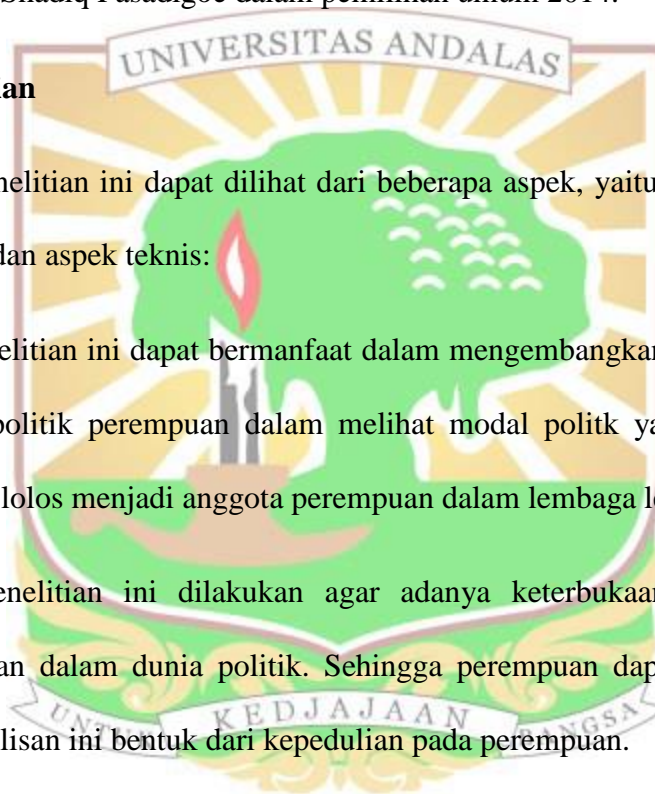 Shadiq Pasadigoe dalam pemilihan umum 2014.
UNIVERSITAS ANDALAS
nelitian ini dapat dilihat dari beberapa aspek, yaitu
dan aspek teknis:
elitian ini dapat bermanfaat dalam mengembangkan
politik perempuan dalam melihat modal politk ya
lolos menjadi anggota perempuan dalam lembaga le
enelitian ini dilakukan agar adanya keterbukaan
an dalam dunia politik. Sehingga perempuan dap
UNTUK KEDJAJAAN BANGSA
lisan ini bentuk dari kepedulian pada perempuan.